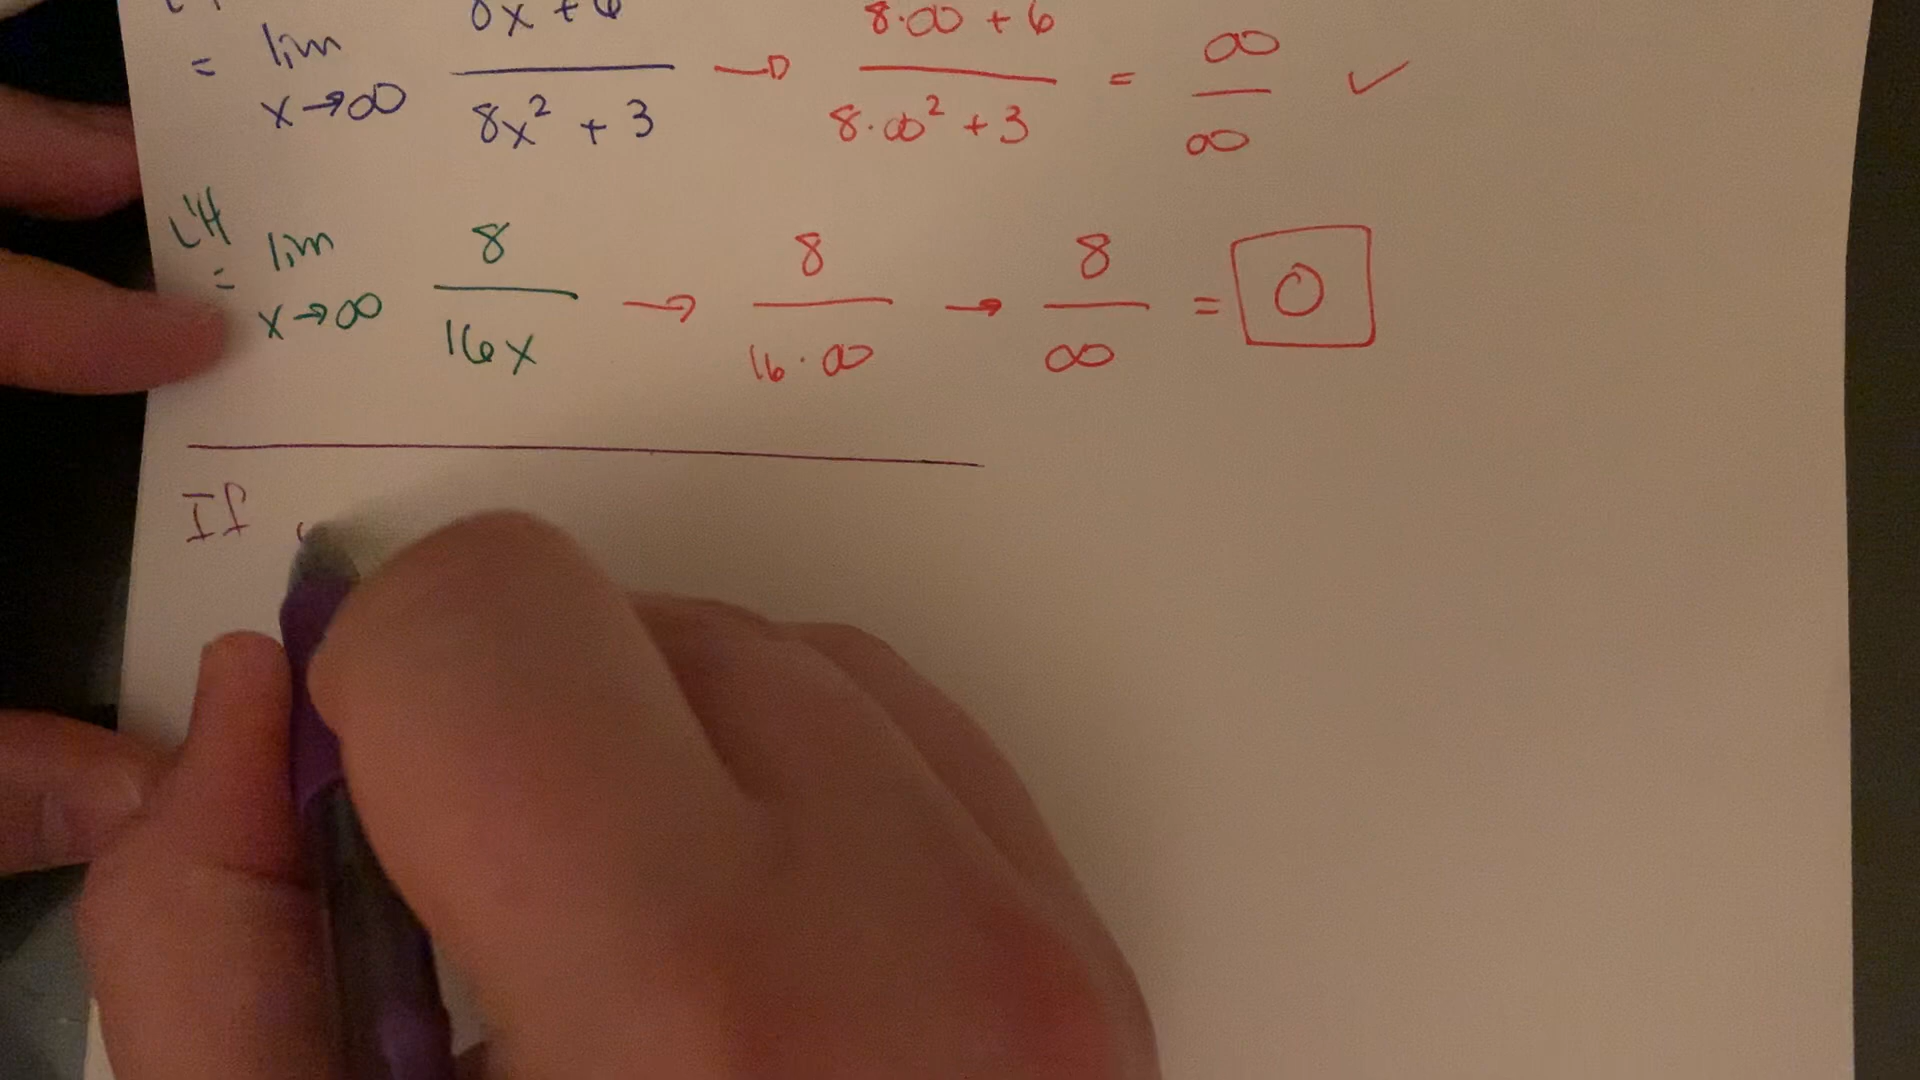 = lim x→∞ 8x + 6 / 8x² + 3 → 8·∞ + 6 / 8·∞² + 3 = ∞ / ∞ ✓
L'H = lim x→∞ 8 / 16x → 8 / 16·∞ → 8 / ∞ = 0
If